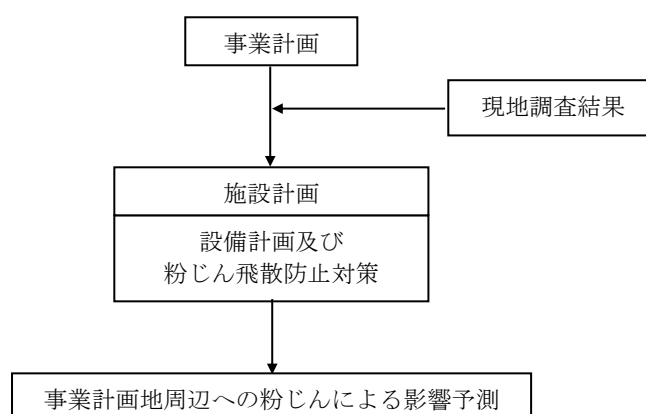 事業計画
現地調査結果
施設計画
設備計画及び
粉じん飛散防止対策
事業計画地周辺への粉じんによる影響予測